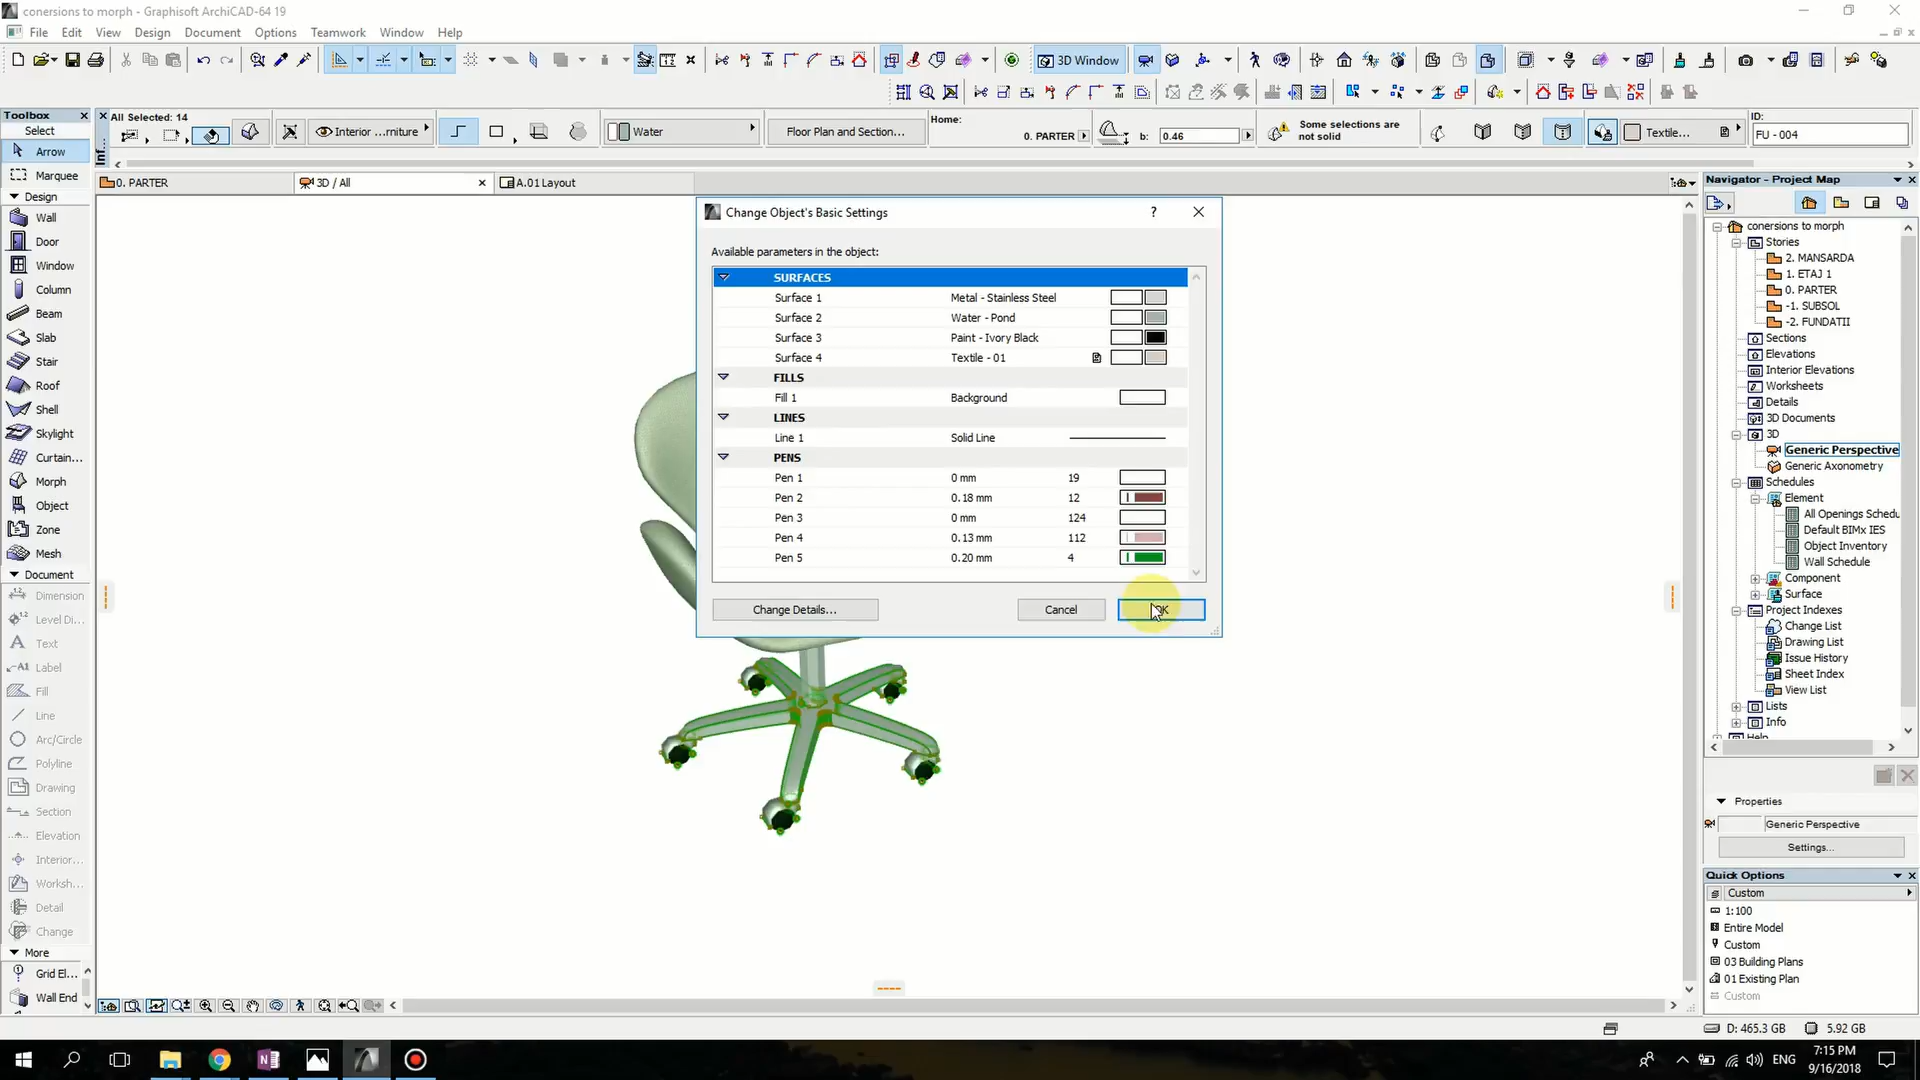 conersions to morph - Graphisoft ArchiCAD-64 19
File Edit View Design Document Options Teamwork Window Help
3D Window
Toolbox
Select
Arrow
Marquee
Design
Wall
Door
Window
Column
Beam
Slab
Stair
Roof
Shell
Skylight
Curtain...
Morph
Object
Zone
Mesh
Document
Dimension
Level Di...
Text
Label
Fill
Line
Arc/Circle
Polyline
Drawing
Section
Elevation
Interior...
Worksh...
Detail
Change
More
Grid El...
Wall End
All Selected: 14
Interior ...rniture
Water
Floor Plan and Section...
Home:
0. PARTER
b: 0.46
Some selections are
not solid
Textile...
ID:
FU - 004
0. PARTER
3D / All
A.01 Layout
Change Object's Basic Settings
Available parameters in the object:
SURFACES
Surface 1 Metal - Stainless Steel
Surface 2 Water - Pond
Surface 3 Paint - Ivory Black
Surface 4 Textile - 01
FILLS
Fill 1 Background
LINES
Line 1 Solid Line
PENS
Pen 1 0 mm 19
Pen 2 0.18 mm 12
Pen 3 0 mm 124
Pen 4 0.13 mm 112
Pen 5 0.20 mm 4
Change Details...
Cancel
OK
Navigator - Project Map
conersions to morph
Stories
2. MANSARDA
1. ETAJ 1
0. PARTER
-1. SUBSOL
-2. FUNDATII
Sections
Elevations
Interior Elevations
Worksheets
Details
3D Documents
3D
Generic Perspective
Generic Axonometry
Schedules
Element
All Openings Schedu
Default BIMx IES
Object Inventory
Wall Schedule
Component
Surface
Project Indexes
Change List
Drawing List
Issue History
Sheet Index
View List
Lists
Info
Help
Properties
Generic Perspective
Settings...
Quick Options
Custom
1:100
Entire Model
Custom
03 Building Plans
01 Existing Plan
Custom
D: 465.3 GB 5.92 GB
ENG
7:15 PM
9/16/2018